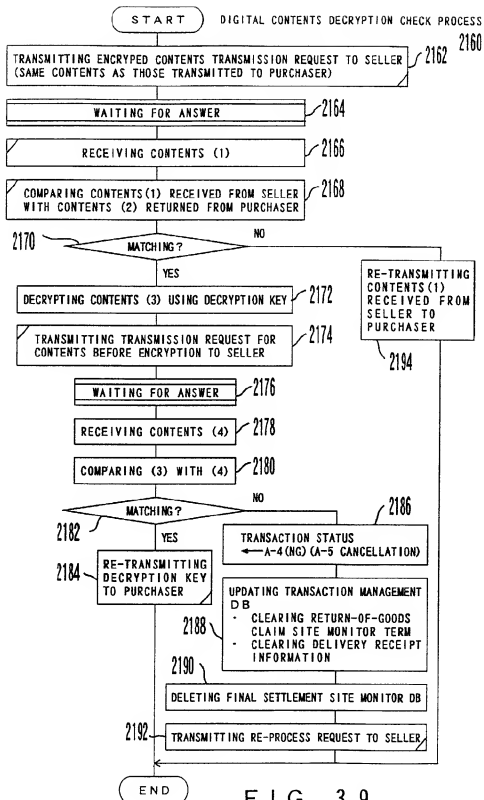 START
DIGITAL CONTENTS DECRYPTION CHECK PROCESS
2160
TRANSMITTING ENCRYPED CONTENTS TRANSMISSION REQUEST TO SELLER
(SAME CONTENTS AS THOSE TRANSMITTED TO PURCHASER)
2162
WAITING FOR ANSWER
2164
RECEIVING CONTENTS (1)
2166
COMPARING CONTENTS(1) RECEIVED FROM SELLER
WITH CONTENTS (2) RETURNED FROM PURCHASER
2168
2170
MATCHING?
NO
YES
DECRYPTING CONTENTS (3) USING DECRYPTION KEY
2172
RE-TRANSMITTING
CONTENTS(1)
RECEIVED FROM
SELLER TO
PURCHASER
2194
TRANSMITTING TRANSMISSION REQUEST FOR
CONTENTS BEFORE ENCRYPTION TO SELLER
2174
WAITING FOR ANSWER
2176
RECEIVING CONTENTS (4)
2178
COMPARING (3) WITH (4)
2180
MATCHING?
NO
2182
YES
2186
TRANSACTION STATUS
←A-4(NG)(A-5 CANCELLATION)
2184
RE-TRANSMITTING
DECRYPTION KEY
TO PURCHASER
UPDATING TRANSACTION MANAGEMENT
DB
· CLEARING RETURN-OF-GOODS
CLAIM SITE MONITOR TERM
· CLEARING DELIVERY RECEIPT
INFORMATION
2188
2190
DELETING FINAL SETTLEMENT SITE MONITOR DB
2192
TRANSMITTING RE-PROCESS REQUEST TO SELLER
END
FIG. 39